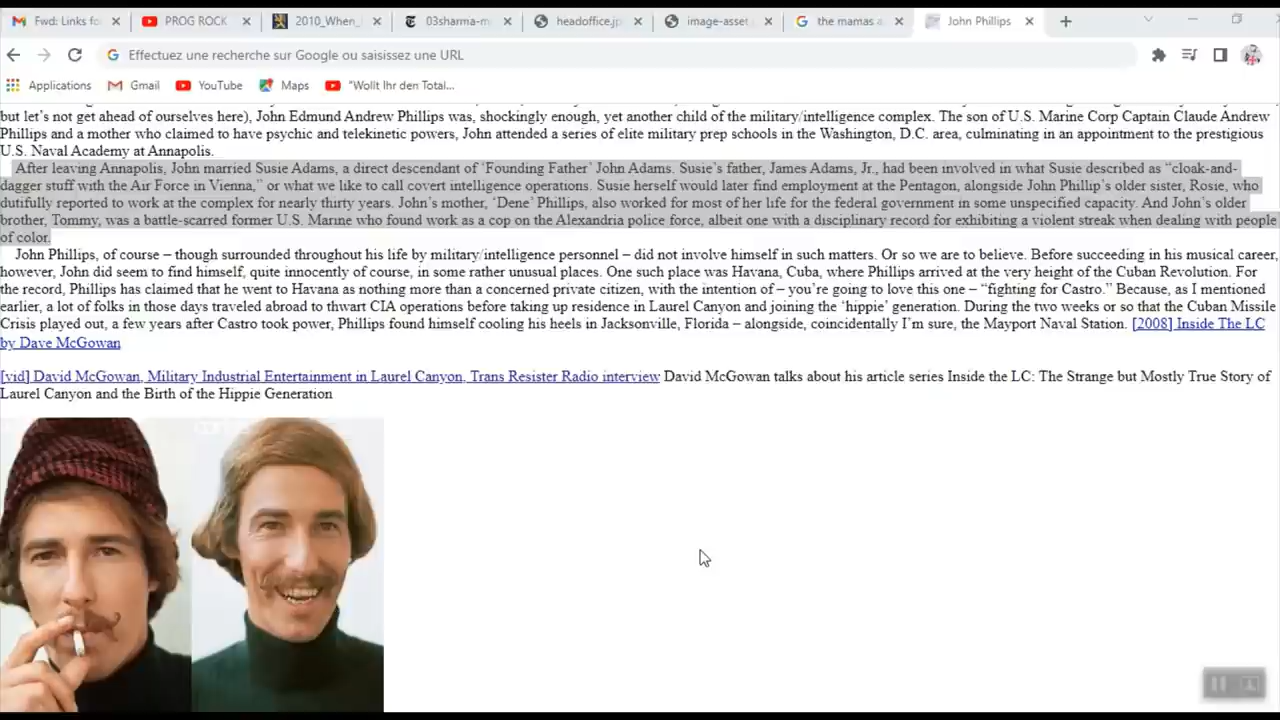 Fwd: Links fo
PROG ROCK
2010_When_
03sharma-m
headoffice.jp
image-asset
the mamas a
John Phillips
Effectuez une recherche sur Google ou saisissez une URL
Applications
Gmail
YouTube
Maps
"Wollt Ihr den Total...
but let's not get ahead of ourselves here), John Edmund Andrew Phillips was, shockingly enough, yet another child of the military/intelligence complex. The son of U.S. Marine Corp Captain Claude Andrew
Phillips and a mother who claimed to have psychic and telekinetic powers, John attended a series of elite military prep schools in the Washington, D.C. area, culminating in an appointment to the prestigious
U.S. Naval Academy at Annapolis.
After leaving Annapolis, John married Susie Adams, a direct descendant of ‘Founding Father’ John Adams. Susie’s father, James Adams, Jr., had been involved in what Susie described as “cloak-and-
dagger stuff with the Air Force in Vienna,” or what we like to call covert intelligence operations. Susie herself would later find employment at the Pentagon, alongside John Phillip’s older sister, Rosie, who
dutifully reported to work at the complex for nearly thirty years. John’s mother, ‘Dene’ Phillips, also worked for most of her life for the federal government in some unspecified capacity. And John’s older
brother, Tommy, was a battle-scarred former U.S. Marine who found work as a cop on the Alexandria police force, albeit one with a disciplinary record for exhibiting a violent streak when dealing with people
of color.
John Phillips, of course – though surrounded throughout his life by military/intelligence personnel – did not involve himself in such matters. Or so we are to believe. Before succeeding in his musical career,
however, John did seem to find himself, quite innocently of course, in some rather unusual places. One such place was Havana, Cuba, where Phillips arrived at the very height of the Cuban Revolution. For
the record, Phillips has claimed that he went to Havana as nothing more than a concerned private citizen, with the intention of – you’re going to love this one – “fighting for Castro.” Because, as I mentioned
earlier, a lot of folks in those days traveled abroad to thwart CIA operations before taking up residence in Laurel Canyon and joining the ‘hippie’ generation. During the two weeks or so that the Cuban Missile
Crisis played out, a few years after Castro took power, Phillips found himself cooling his heels in Jacksonville, Florida – alongside, coincidentally I’m sure, the Mayport Naval Station. [2008] Inside The LC
by Dave McGowan
[vid] David McGowan, Military Industrial Entertainment in Laurel Canyon, Trans Resister Radio interview David McGowan talks about his article series Inside the LC: The Strange but Mostly True Story of
Laurel Canyon and the Birth of the Hippie Generation